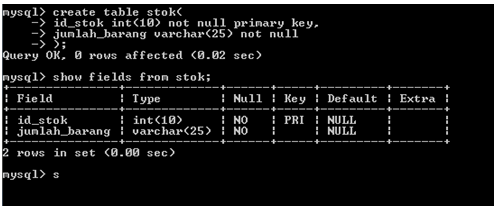 mysql> create table stok(
    -> id_stok int(10) not null primary key,
    -> jumlah_barang varchar(25) not null
    -> );
Query OK, 0 rows affected (0.02 sec)
mysql> show fields from stok;
+---------------+-------------+------+-----+---------+-------+
| Field         | Type        | Null | Key | Default | Extra |
+---------------+-------------+------+-----+---------+-------+
| id_stok       | int(10)     | NO   | PRI | NULL    |       |
| jumlah_barang | varchar(25) | NO   |     | NULL    |       |
+---------------+-------------+------+-----+---------+-------+
2 rows in set (0.00 sec)
mysql> s